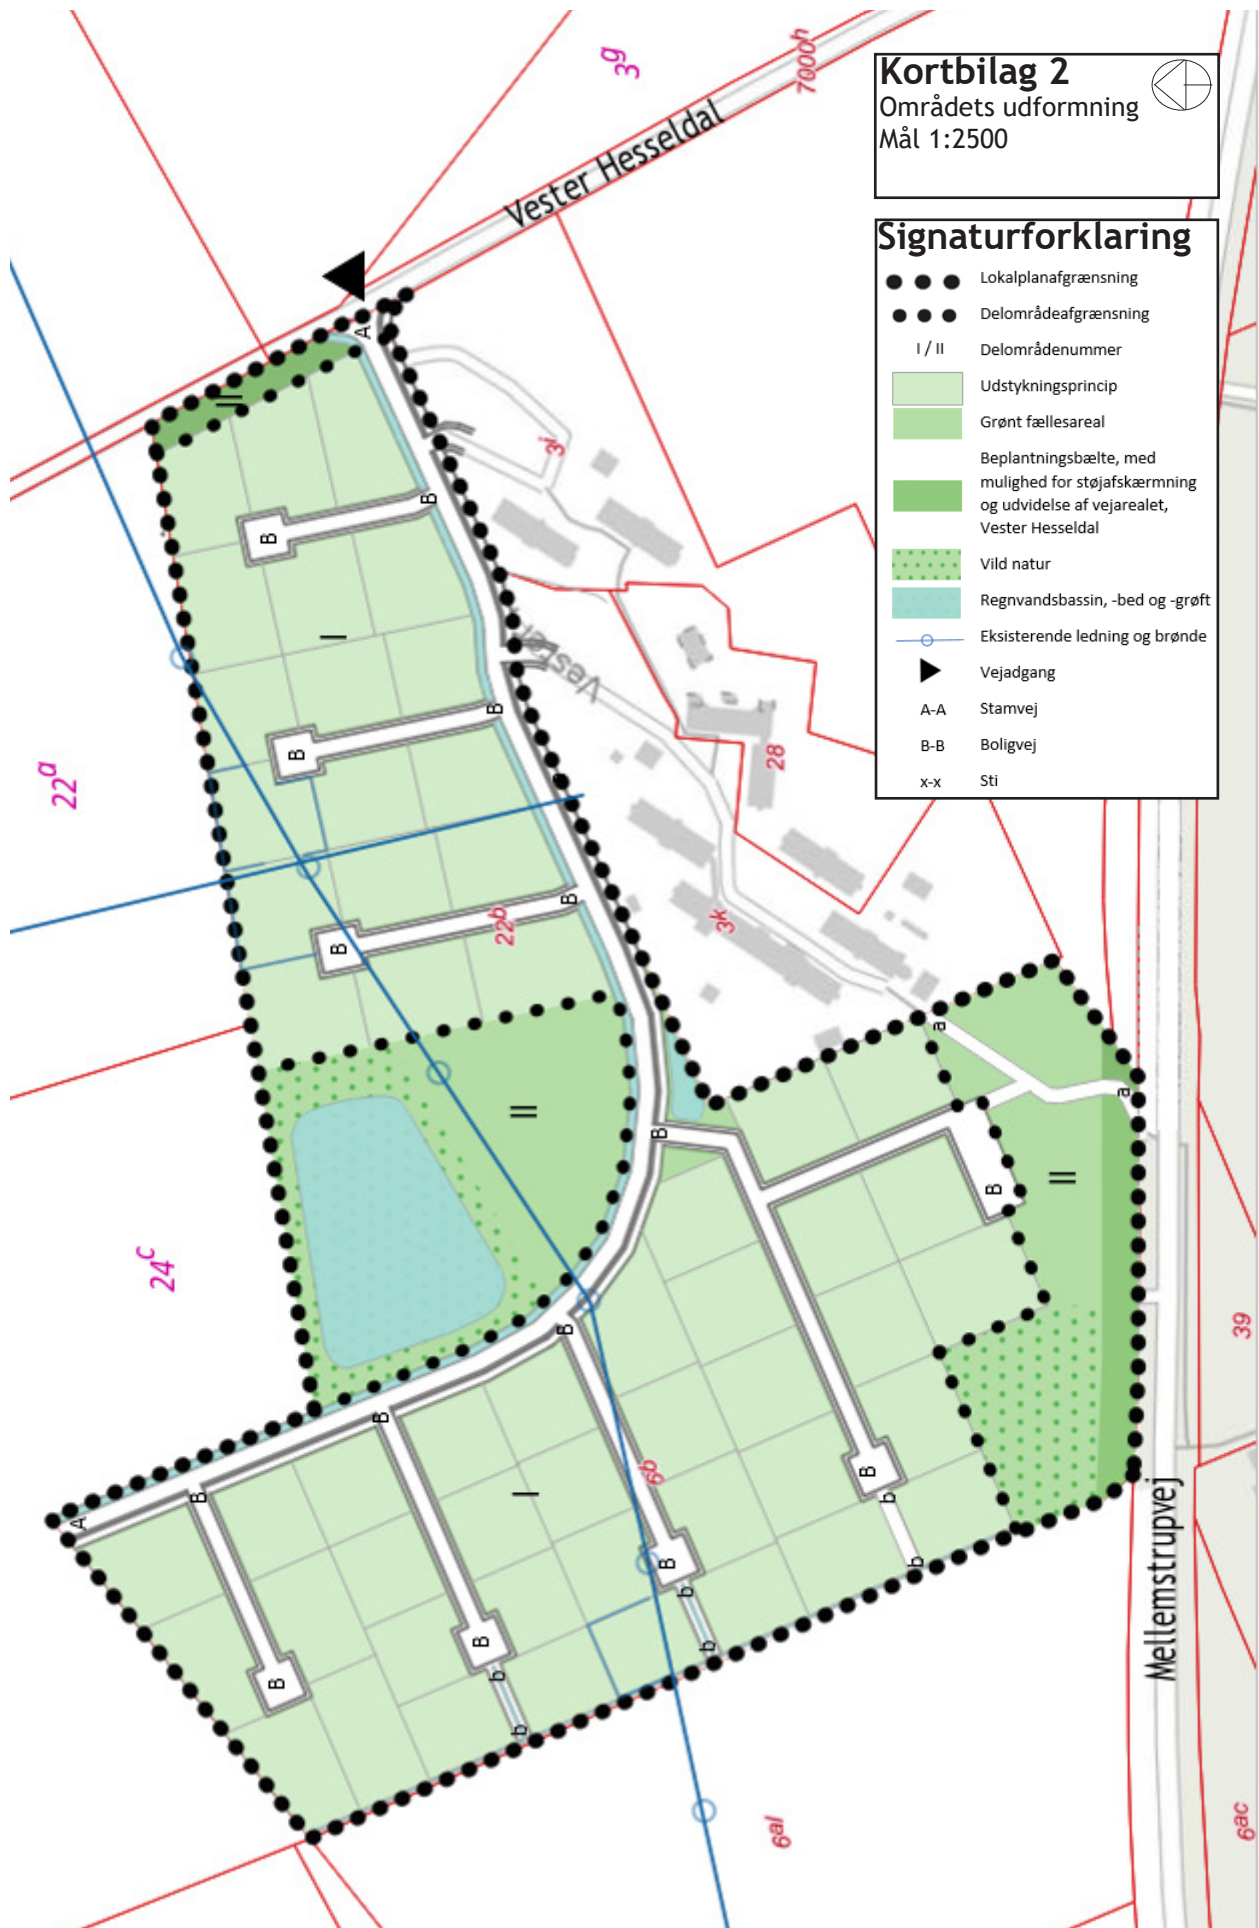 Kortbilag 2
Områdets udformning
Mål 1:2500
Signaturforklaring
Lokalplanafgrænsning
Delområdeafgrænsning
I / II Delområdenummer
Udstykningsprincip
Grønt fællesareal
Beplantningsbælte, med
mulighed for støjafskærmning
og udvidelse af vejarealet,
Vester Hesseldal
Vild natur
Regnvandsbassin, -bed og -grøft
Eksisterende ledning og brønde
Vejadgang
A-A Stamvej
B-B Boligvej
x-x Sti
3g
7000h
Vester Hesseldal
A
II
3i
B
B
I
Vester
B
B
28
22a
B
B
22b
3k
a
a
II
B
II
B
24c
39
B
B
B
I
6b
B
b
b
B
A
B
b
b
B
b
b
B
Mellemstrupvej
6al
6ac